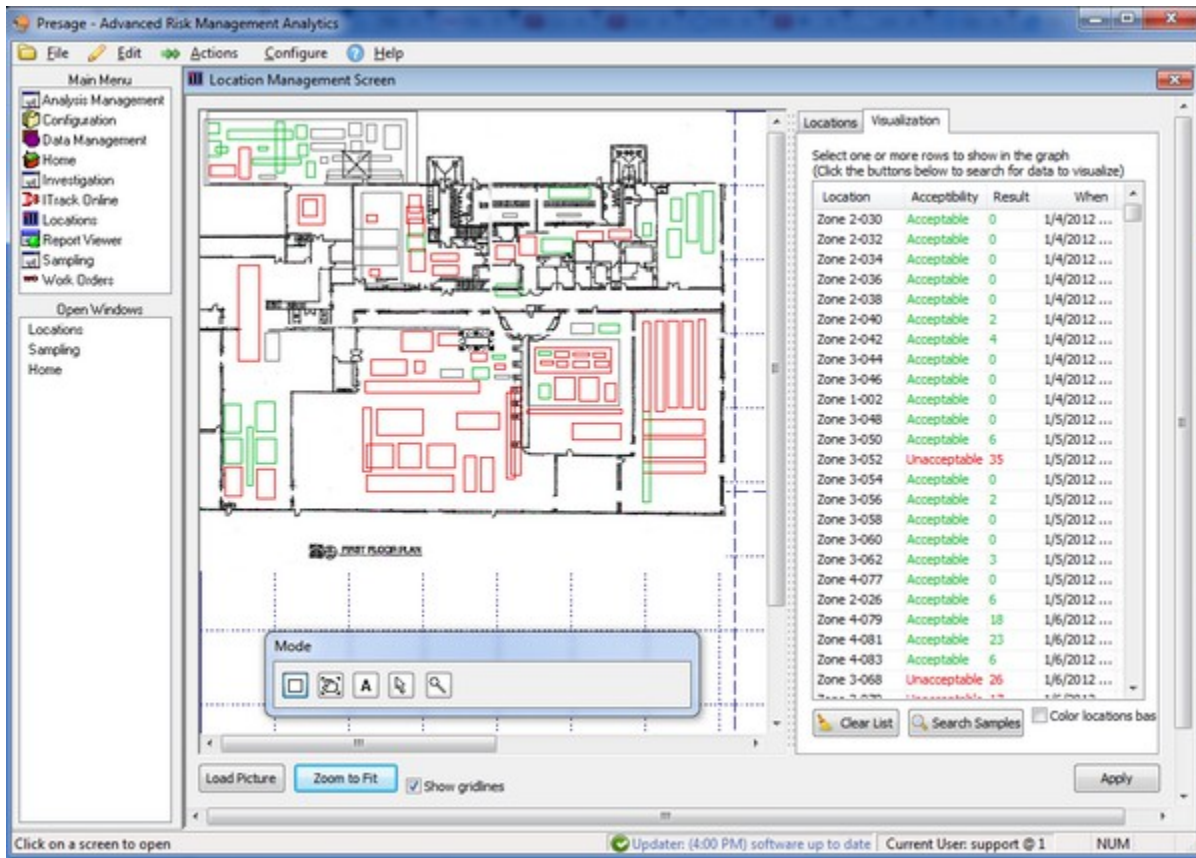 Presage - Advanced Risk Management Analytics
File Edit Actions Configure Help
Main Menu
Analysis Management
Configuration
Data Management
Home
Investigation
ITrack Online
Locations
Report Viewer
Sampling
Work Orders
Open Windows
Locations
Sampling
Home
Location Management Screen
FIRST FLOOR PLAN
Mode
A
Load Picture
Zoom to Fit
Show gridlines
Locations Visualization
Select one or more rows to show in the graph
(Click the buttons below to search for data to visualize)
Location Acceptibility Result When
Zone 2-030 Acceptable 0 1/4/2012 ...
Zone 2-032 Acceptable 0 1/4/2012 ...
Zone 2-034 Acceptable 0 1/4/2012 ...
Zone 2-036 Acceptable 0 1/4/2012 ...
Zone 2-038 Acceptable 0 1/4/2012 ...
Zone 2-040 Acceptable 2 1/4/2012 ...
Zone 2-042 Acceptable 4 1/4/2012 ...
Zone 3-044 Acceptable 0 1/4/2012 ...
Zone 3-046 Acceptable 0 1/4/2012 ...
Zone 1-002 Acceptable 0 1/4/2012 ...
Zone 3-048 Acceptable 0 1/5/2012 ...
Zone 3-050 Acceptable 6 1/5/2012 ...
Zone 3-052 Unacceptable 35 1/5/2012 ...
Zone 3-054 Acceptable 0 1/5/2012 ...
Zone 3-056 Acceptable 2 1/5/2012 ...
Zone 3-058 Acceptable 0 1/5/2012 ...
Zone 3-060 Acceptable 0 1/5/2012 ...
Zone 3-062 Acceptable 3 1/5/2012 ...
Zone 4-077 Acceptable 0 1/5/2012 ...
Zone 2-026 Acceptable 6 1/5/2012 ...
Zone 4-079 Acceptable 18 1/6/2012 ...
Zone 4-081 Acceptable 23 1/6/2012 ...
Zone 4-083 Acceptable 6 1/6/2012 ...
Zone 3-068 Unacceptable 26 1/6/2012 ...
Clear List
Search Samples
Color locations bas
Apply
Click on a screen to open
Updater: (4:00 PM) software up to date
Current User: support @ 1
NUM